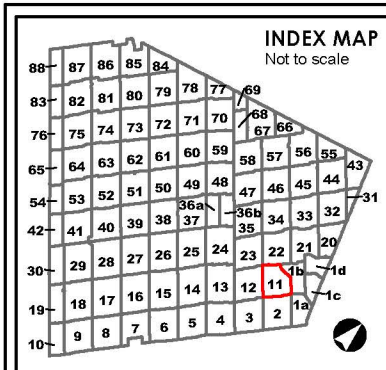 INDEX MAP
Not to scale
88 87 86 85 84
83 82 81 80 79 78 77 69
76 75 74 73 72 71 70 68 67 66
65 64 63 62 61 60 59 58 57 56 55 43
54 53 52 51 50 49 48 47 46 45 44 31
42 41 40 39 38 37 36a 36b 35 34 33 32
30 29 28 27 26 25 24 23 22 21 20
19 18 17 16 15 14 13 12 11 1b 1d
10 9 8 7 6 5 4 3 2 1a 1c